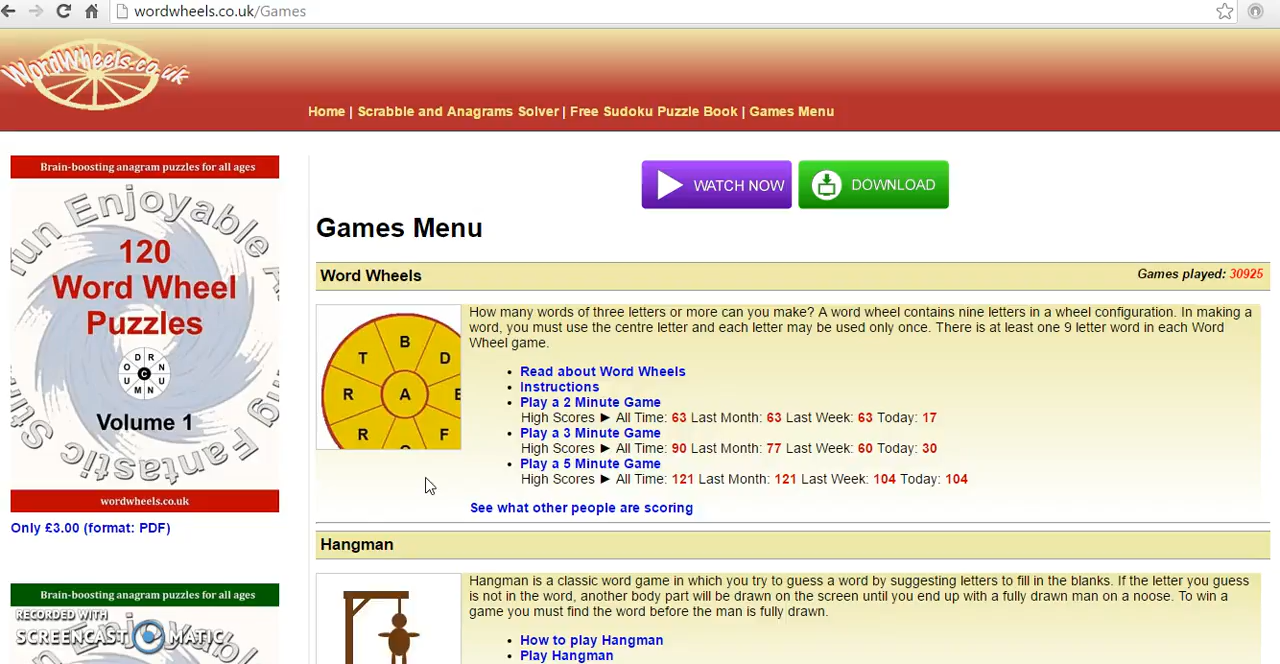 wordwheels.co.uk/Games
WordWheels.co.uk
Home | Scrabble and Anagrams Solver | Free Sudoku Puzzle Book | Games Menu
Brain-boosting anagram puzzles for all ages
Fun Enjoyable
120
Word Wheel
Puzzles
D R
O N
C
U U
M N
Volume 1
Fantastic
wordwheels.co.uk
Only £3.00 (format: PDF)
Brain-boosting anagram puzzles for all ages
RECORDED WITH
SCREENCAST MATIC
WATCH NOW
DOWNLOAD
Games Menu
Word Wheels
Games played: 30925
B
T D
R A E
R F
How many words of three letters or more can you make? A word wheel contains nine letters in a wheel configuration. In making a
word, you must use the centre letter and each letter may be used only once. There is at least one 9 letter word in each Word
Wheel game.
• Read about Word Wheels
• Instructions
• Play a 2 Minute Game
High Scores ► All Time: 63 Last Month: 63 Last Week: 63 Today: 17
• Play a 3 Minute Game
High Scores ► All Time: 90 Last Month: 77 Last Week: 60 Today: 30
• Play a 5 Minute Game
High Scores ► All Time: 121 Last Month: 121 Last Week: 104 Today: 104
See what other people are scoring
Hangman
Hangman is a classic word game in which you try to guess a word by suggesting letters to fill in the blanks. If the letter you guess
is not in the word, another body part will be drawn on the screen until you end up with a fully drawn man on a noose. To win a
game you must find the word before the man is fully drawn.
• How to play Hangman
• Play Hangman